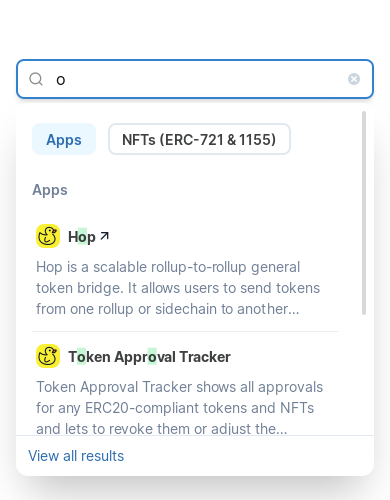 o
Apps
NFTs (ERC-721 & 1155)
Apps
Hop
Hop is a scalable rollup-to-rollup general
token bridge. It allows users to send tokens
from one rollup or sidechain to another...
Token Approval Tracker
Token Approval Tracker shows all approvals
for any ERC20-compliant tokens and NFTs
and lets to revoke them or adjust the...
View all results